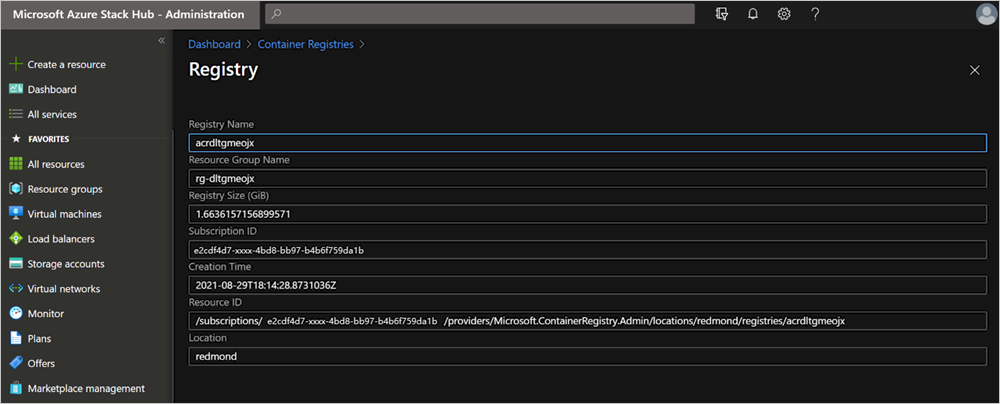 Microsoft Azure Stack Hub - Administration
Create a resource
Dashboard
All services
FAVORITES
All resources
Resource groups
Virtual machines
Load balancers
Storage accounts
Virtual networks
Monitor
Plans
Offers
Marketplace management
Dashboard > Container Registries >
Registry
Registry Name
acrdltgmeojx
Resource Group Name
rg-dltgmeojx
Registry Size (GiB)
1.6636157156899571
Subscription ID
e2cdf4d7-xxxx-4bd8-bb97-b4b6f759da1b
Creation Time
2021-08-29T18:14:28.8731036Z
Resource ID
/subscriptions/ e2cdf4d7-xxxx-4bd8-bb97-b4b6f759da1b /providers/Microsoft.ContainerRegistry.Admin/locations/redmond/registries/acrdltgmeojx
Location
redmond